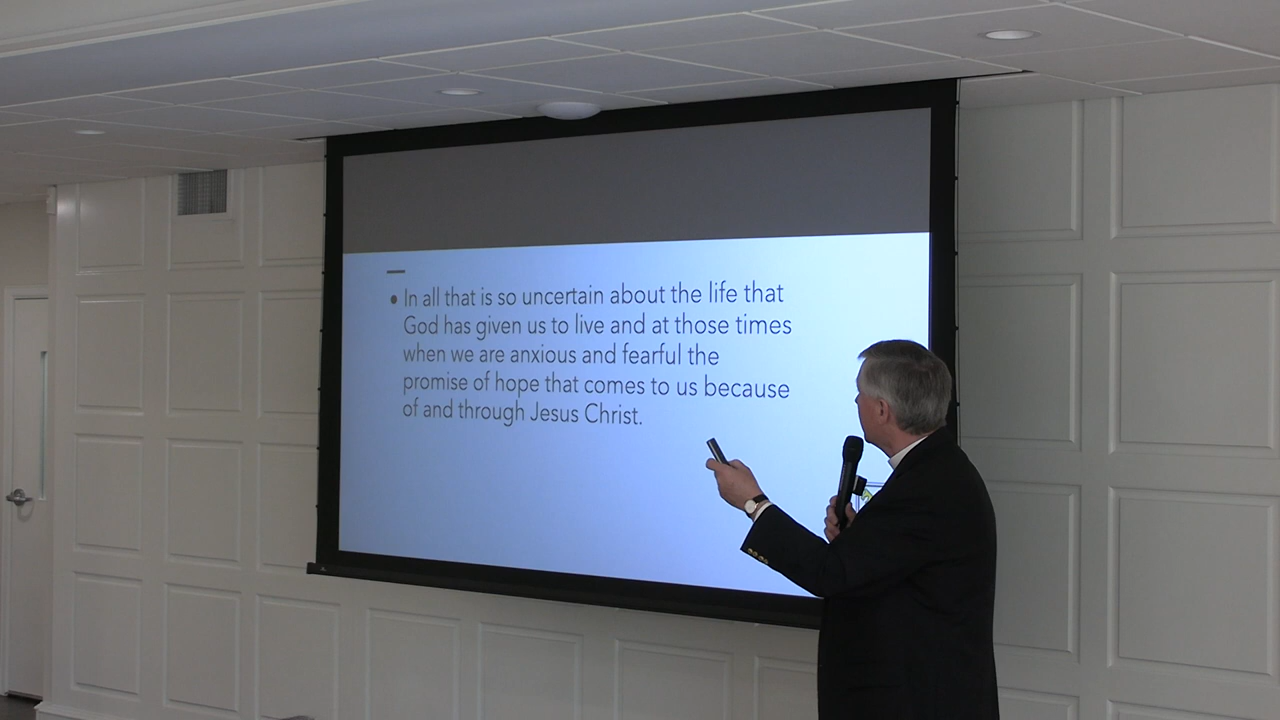 • In all that is so uncertain about the life that
God has given us to live and at those times
when we are anxious and fearful the
promise of hope that comes to us because
of and through Jesus Christ.